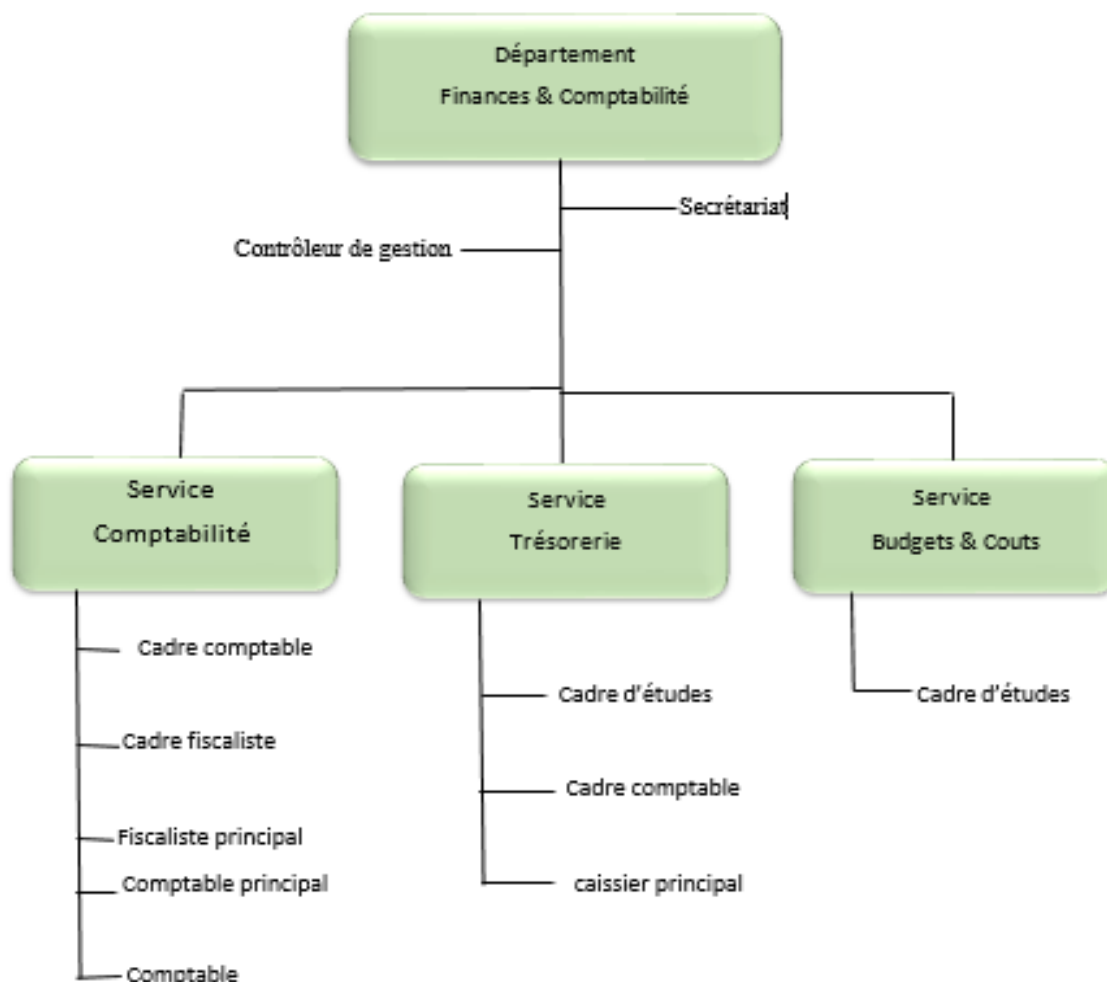 Département
Finances & Comptabilité
Secrétariat
Contrôleur de gestion
Service
Comptabilité
Service
Trésorerie
Service
Budgets & Couts
Cadre comptable
Cadre fiscaliste
Fiscaliste principal
Comptable principal
Comptable
Cadre d'études
Cadre comptable
caissier principal
Cadre d'études